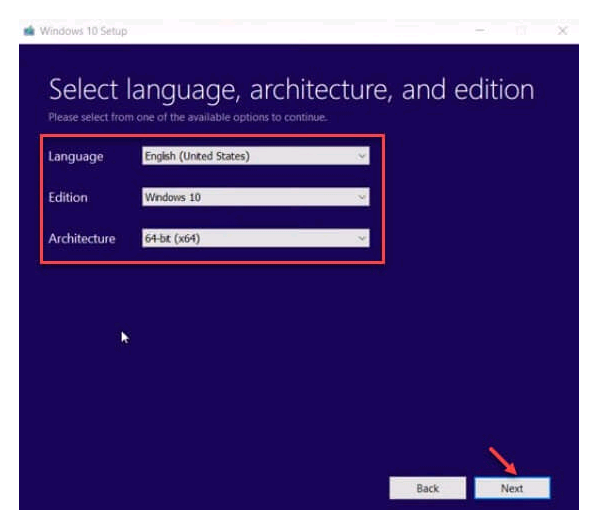 Windows 10 Setup
Select language, architecture, and edition
Please select from one of the available options to continue.
Language English (United States)
Edition Windows 10
Architecture 64-bit (x64)
Back Next